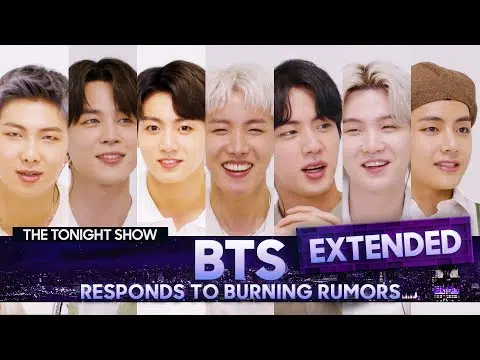 THE TONIGHT SHOW
BTS
EXTENDED
RESPONDS TO BURNING RUMORS